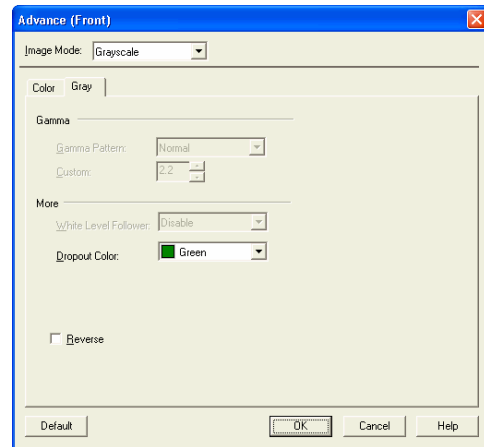 Advance (Front)
Image Mode: Grayscale
Color Gray
Gamma
Gamma Pattern: Normal
Custom: 2.2
More
White Level Follower: Disable
Dropout Color: Green
Reverse
Default OK Cancel Help